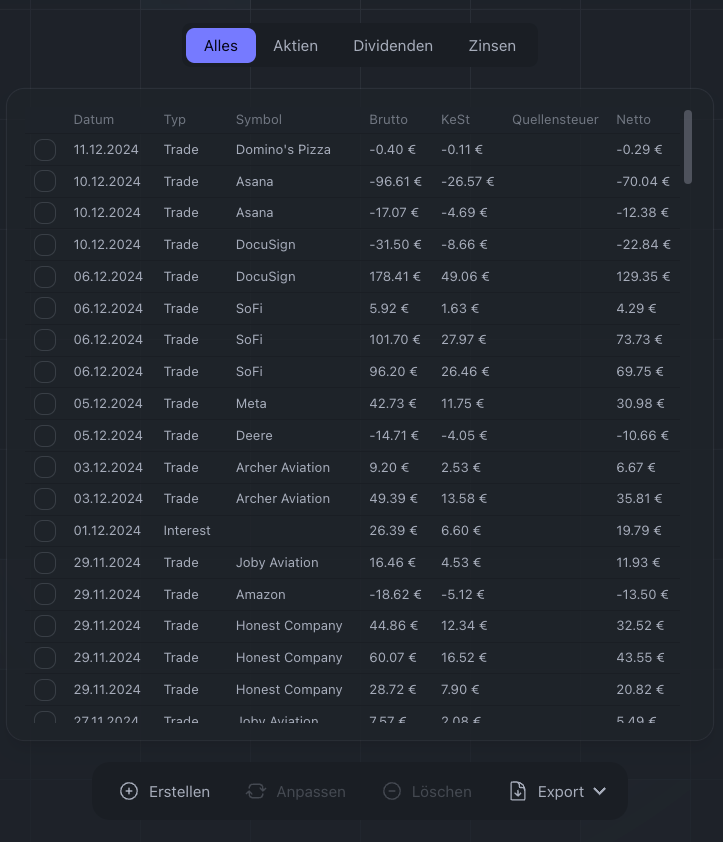 Alles Aktien Dividenden Zinsen
Datum Typ Symbol Brutto KeSt Quellensteuer Netto
11.12.2024 Trade Domino's Pizza -0.40 € -0.11 € -0.29 €
10.12.2024 Trade Asana -96.61 € -26.57 € -70.04 €
10.12.2024 Trade Asana -17.07 € -4.69 € -12.38 €
10.12.2024 Trade DocuSign -31.50 € -8.66 € -22.84 €
06.12.2024 Trade DocuSign 178.41 € 49.06 € 129.35 €
06.12.2024 Trade SoFi 5.92 € 1.63 € 4.29 €
06.12.2024 Trade SoFi 101.70 € 27.97 € 73.73 €
06.12.2024 Trade SoFi 96.20 € 26.46 € 69.75 €
05.12.2024 Trade Meta 42.73 € 11.75 € 30.98 €
05.12.2024 Trade Deere -14.71 € -4.05 € -10.66 €
03.12.2024 Trade Archer Aviation 9.20 € 2.53 € 6.67 €
03.12.2024 Trade Archer Aviation 49.39 € 13.58 € 35.81 €
01.12.2024 Interest 26.39 € 6.60 € 19.79 €
29.11.2024 Trade Joby Aviation 16.46 € 4.53 € 11.93 €
29.11.2024 Trade Amazon -18.62 € -5.12 € -13.50 €
29.11.2024 Trade Honest Company 44.86 € 12.34 € 32.52 €
29.11.2024 Trade Honest Company 60.07 € 16.52 € 43.55 €
29.11.2024 Trade Honest Company 28.72 € 7.90 € 20.82 €
27.11.2024 Trade Joby Aviation 7.57 € 2.08 € 5.49 €
Erstellen Anpassen Löschen Export